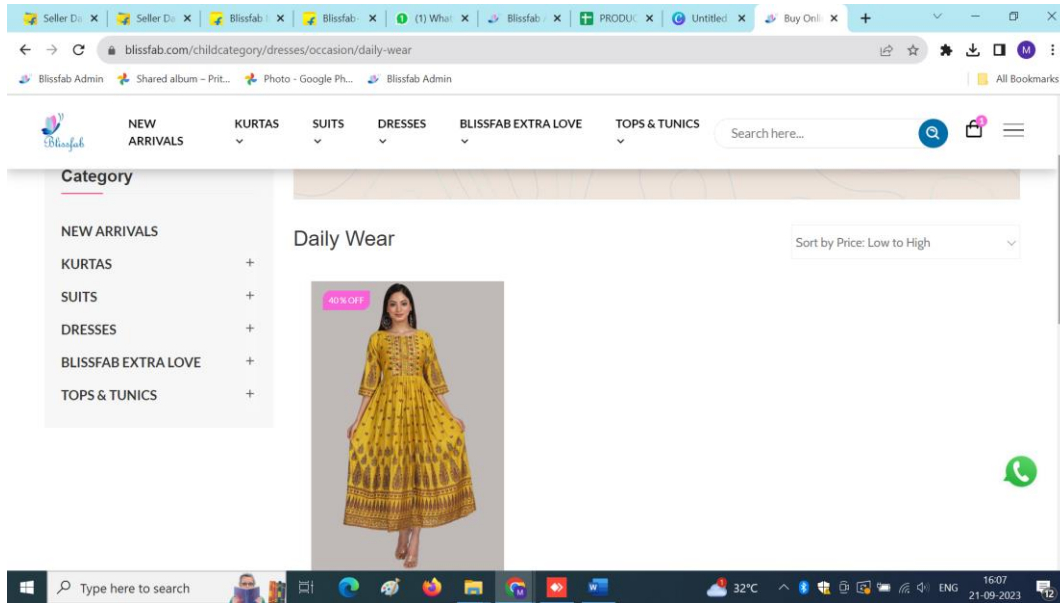 Seller Da
Seller Da
Blissfab
Blissfab-
(1) What
Blissfab
PRODUC
Untitled
Buy Onli
blissfab.com/childcategory/dresses/occasion/daily-wear
M
Blissfab Admin
Shared album – Prit...
Photo - Google Ph...
Blissfab Admin
All Bookmarks
Blissfab
NEW ARRIVALS
KURTAS
SUITS
DRESSES
BLISSFAB EXTRA LOVE
TOPS & TUNICS
Search here...
1
Category
NEW ARRIVALS
KURTAS +
SUITS +
DRESSES +
BLISSFAB EXTRA LOVE +
TOPS & TUNICS +
Daily Wear
Sort by Price: Low to High
40% OFF
Type here to search
32°C
ENG
16:07
21-09-2023
12